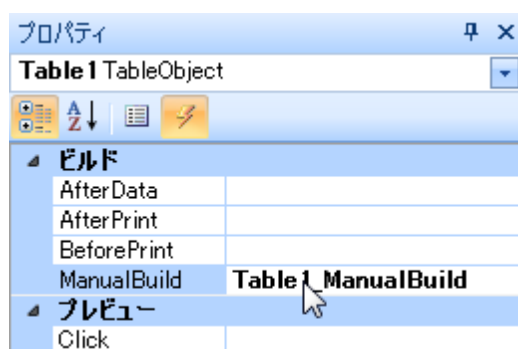 プロパティ
Table1 TableObject
ビルド
AfterData
AfterPrint
BeforePrint
ManualBuild Table1_ManualBuild
プレビュー
Click